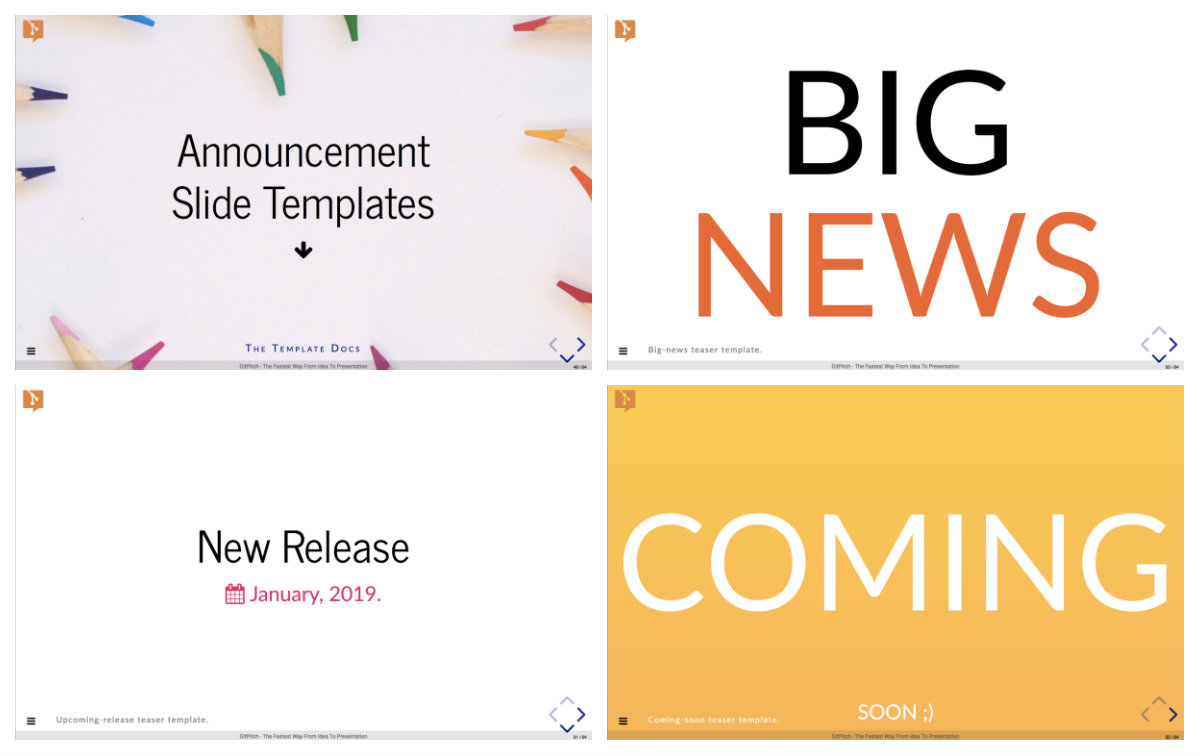 Announcement
Slide Templates
THE TEMPLATE DOCS
GitPitch - The Fastest Way From Idea To Presentation
49 / 94
BIG
NEWS
Big-news teaser template.
GitPitch - The Fastest Way From Idea To Presentation
50 / 94
New Release
January, 2019.
Upcoming-release teaser template.
GitPitch - The Fastest Way From Idea To Presentation
51 / 94
COMING
SOON ;)
Coming-soon teaser template.
GitPitch - The Fastest Way From Idea To Presentation
52 / 94